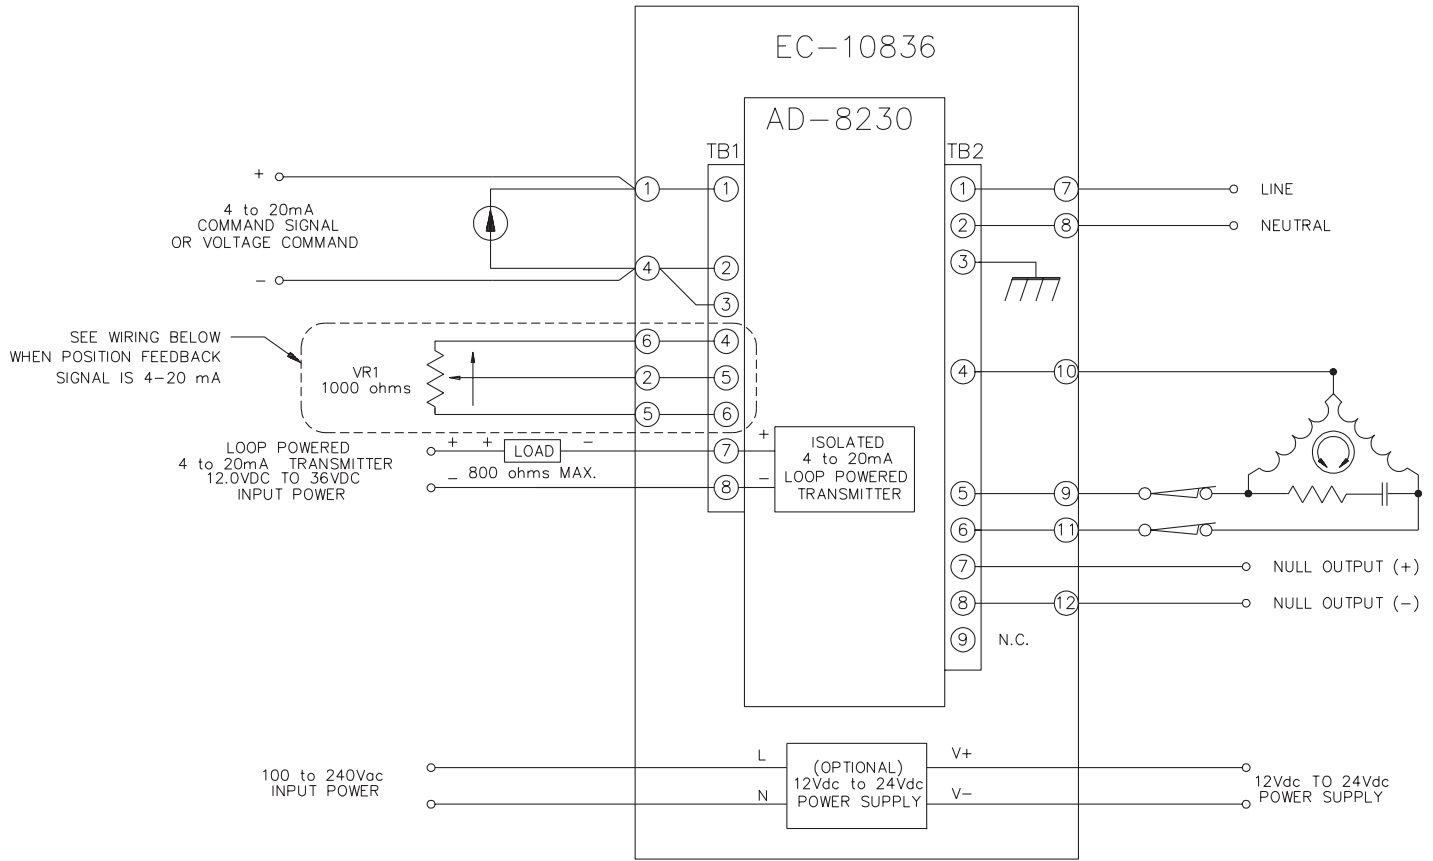 EC-10836
AD-8230
TB1
TB2
+
4 to 20mA
COMMAND SIGNAL
OR VOLTAGE COMMAND
-
1
4
1
2
3
SEE WIRING BELOW
WHEN POSITION FEEDBACK
SIGNAL IS 4-20 mA
VR1
1000 ohms
6
2
5
4
5
6
LOOP POWERED
4 to 20mA TRANSMITTER
12.0VDC TO 36VDC
INPUT POWER
+
-
+
LOAD
-
800 ohms MAX.
7
8
+
-
ISOLATED
4 to 20mA
LOOP POWERED
TRANSMITTER
1
7
LINE
2
8
NEUTRAL
3
4
10
5
9
6
11
7
NULL OUTPUT (+)
8
12
NULL OUTPUT (-)
9
N.C.
100 to 240Vac
INPUT POWER
L
N
(OPTIONAL)
12Vdc to 24Vdc
POWER SUPPLY
V+
V-
12Vdc TO 24Vdc
POWER SUPPLY